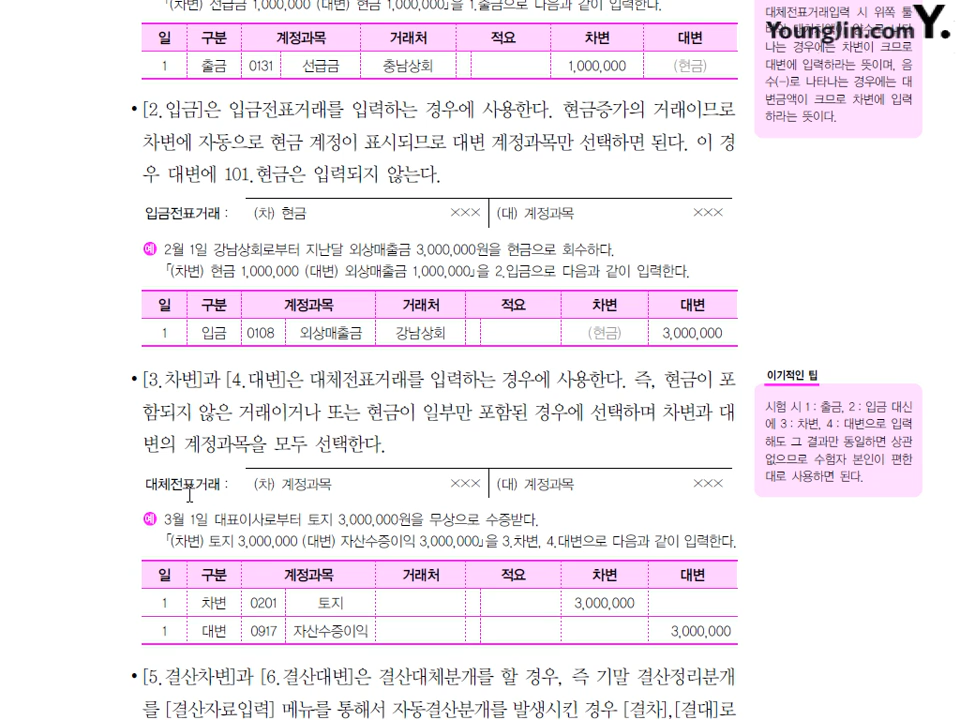 「(차변) 선급금 1,000,000 (대변) 현금 1,000,000」을 1.출금으로 다음과 같이 입력한다.
일 구분 계정과목 거래처 적요 차변 대변
1 출금 0131 선급금 충남상회 1,000,000 (현금)
• [2.입금]은 입금전표거래를 입력하는 경우에 사용한다. 현금증가의 거래이므로
차변에 자동으로 현금 계정이 표시되므로 대변 계정과목만 선택하면 된다. 이 경
우 대변에 101.현금은 입력되지 않는다.
입금전표거래 : (차) 현금 ××× (대) 계정과목 ×××
예 2월 1일 강남상회로부터 지난달 외상매출금 3,000,000원을 현금으로 회수하다.
「(차변) 현금 1,000,000 (대변) 외상매출금 1,000,000」을 2.입금으로 다음과 같이 입력한다.
일 구분 계정과목 거래처 적요 차변 대변
1 입금 0108 외상매출금 강남상회 (현금) 3,000,000
• [3.차변]과 [4.대변]은 대체전표거래를 입력하는 경우에 사용한다. 즉, 현금이 포
함되지 않은 거래이거나 또는 현금이 일부만 포함된 경우에 선택하며 차변과 대
변의 계정과목을 모두 선택한다.
대체전표거래 : (차) 계정과목 ××× (대) 계정과목 ×××
예 3월 1일 대표이사로부터 토지 3,000,000원을 무상으로 수증받다.
「(차변) 토지 3,000,000 (대변) 자산수증이익 3,000,000」을 3.차변, 4.대변으로 다음과 같이 입력한다.
일 구분 계정과목 거래처 적요 차변 대변
1 차변 0201 토지 3,000,000
1 대변 0917 자산수증이익 3,000,000
• [5.결산차변]과 [6.결산대변]은 결산대체분개를 할 경우, 즉 기말 결산정리분개
를 [결산자료입력] 메뉴를 통해서 자동결산분개를 발생시킨 경우 [결차],[결대]로
대체전표거래입력 시 위쪽 툴
Younglin.com Y.
나는 경우에는 차변이 크므로
대변에 입력하라는 뜻이며, 음
수(−)로 나타나는 경우에는 대
변금액이 크므로 차변에 입력
하라는 뜻이다.
이기적인 팁
시험 시 1 : 출금, 2 : 입금 대신
에 3 : 차변, 4 : 대변으로 입력
해도 그 결과만 동일하면 상관
없으므로 수험자 본인이 편한
대로 사용하면 된다.